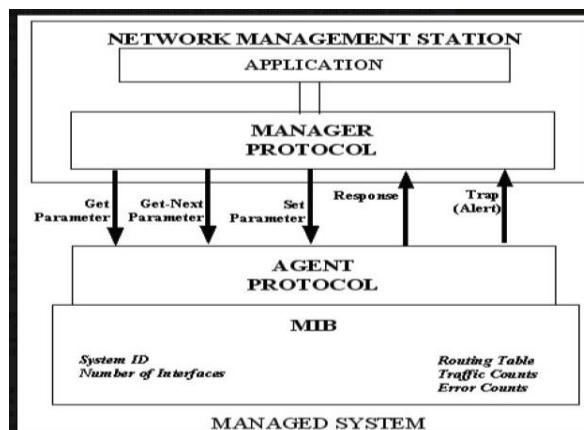 NETWORK MANAGEMENT STATION
APPLICATION
MANAGER
PROTOCOL
Get
Parameter
Get-Next
Parameter
Set
Parameter
Response
Trap
(Alert)
AGENT
PROTOCOL
MIB
System ID
Number of Interfaces
Routing Table
Traffic Counts
Error Counts
MANAGED SYSTEM